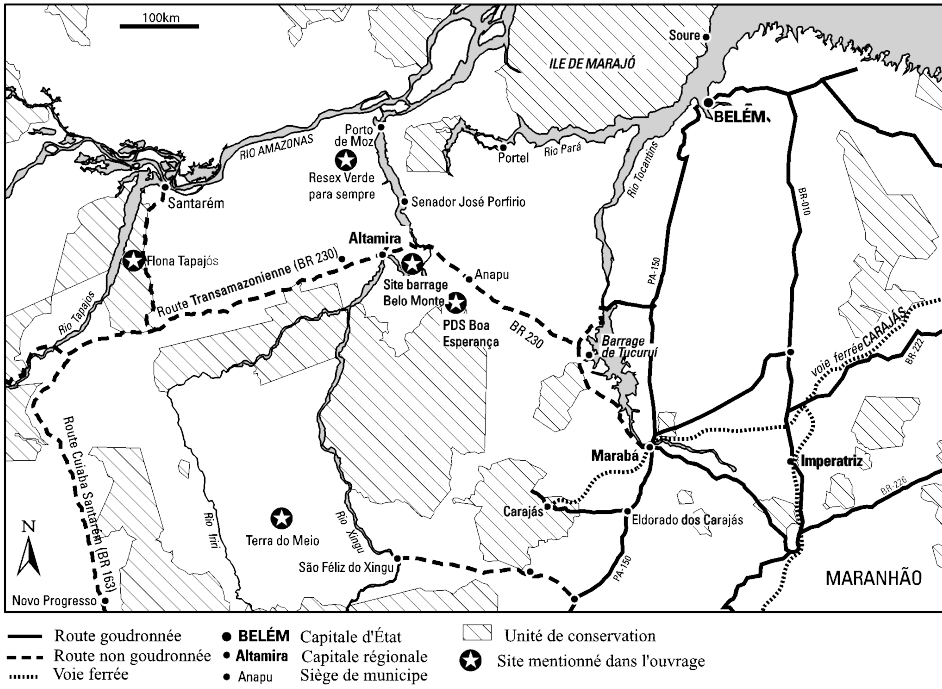 100km
Soure
ILE DE MARAJÓ
BELÉM
Porto
de Moz
RIO AMAZONAS
Portel
Rio Pará
Rio Tocantins
Resex Verde
para sempre
Santarém
Senador José Porfirio
BR-010
Altamira
Flona Tapajós
Route Transamazonienne (BR 230)
Anapu
PA-150
Site barrage
Belo Monte
Rio Tapajos
PDS Boa
Esperança
BR 230
Barrage
de Tucuruí
voie ferrée CARAJÁS
BR-222
Route Cuiaba Santarém (BR 163)
Marabá
Imperatriz
BR-226
Carajás
Eldorado dos Carajás
Rio Iriri
Rio Xingu
N
Terra do Meio
São Féliz do Xingu
PA-150
MARANHÃO
Novo Progresso
Route goudronnée
BELÉM Capitale d'État
Unité de conservation
Route non goudronnée
Altamira Capitale régionale
Site mentionné dans l'ouvrage
Voie ferrée
Anapu Siège de municipe